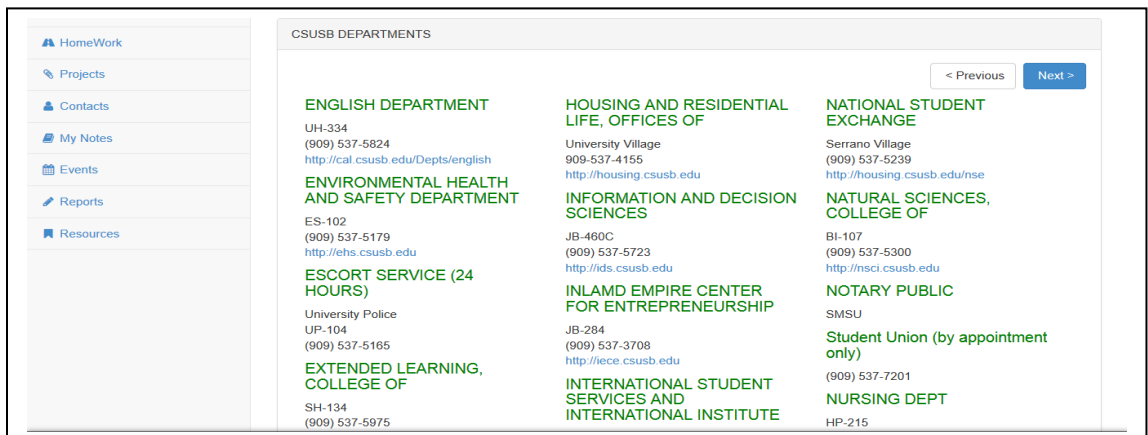 HomeWork
Projects
Contacts
My Notes
Events
Reports
Resources
CSUSB DEPARTMENTS
< Previous
Next >
ENGLISH DEPARTMENT
UH-334
(909) 537-5824
http://cal.csusb.edu/Depts/english
ENVIRONMENTAL HEALTH
AND SAFETY DEPARTMENT
ES-102
(909) 537-5179
http://ehs.csusb.edu
ESCORT SERVICE (24
HOURS)
University Police
UP-104
(909) 537-5165
EXTENDED LEARNING,
COLLEGE OF
SH-134
(909) 537-5975
HOUSING AND RESIDENTIAL
LIFE, OFFICES OF
University Village
909-537-4155
http://housing.csusb.edu
INFORMATION AND DECISION
SCIENCES
JB-460C
(909) 537-5723
http://ids.csusb.edu
INLAMD EMPIRE CENTER
FOR ENTREPRENEURSHIP
JB-284
(909) 537-3708
http://iece.csusb.edu
INTERNATIONAL STUDENT
SERVICES AND
INTERNATIONAL INSTITUTE
NATIONAL STUDENT
EXCHANGE
Serrano Village
(909) 537-5239
http://housing.csusb.edu/nse
NATURAL SCIENCES,
COLLEGE OF
BI-107
(909) 537-5300
http://nsci.csusb.edu
NOTARY PUBLIC
SMSU
Student Union (by appointment
only)
(909) 537-7201
NURSING DEPT
HP-215